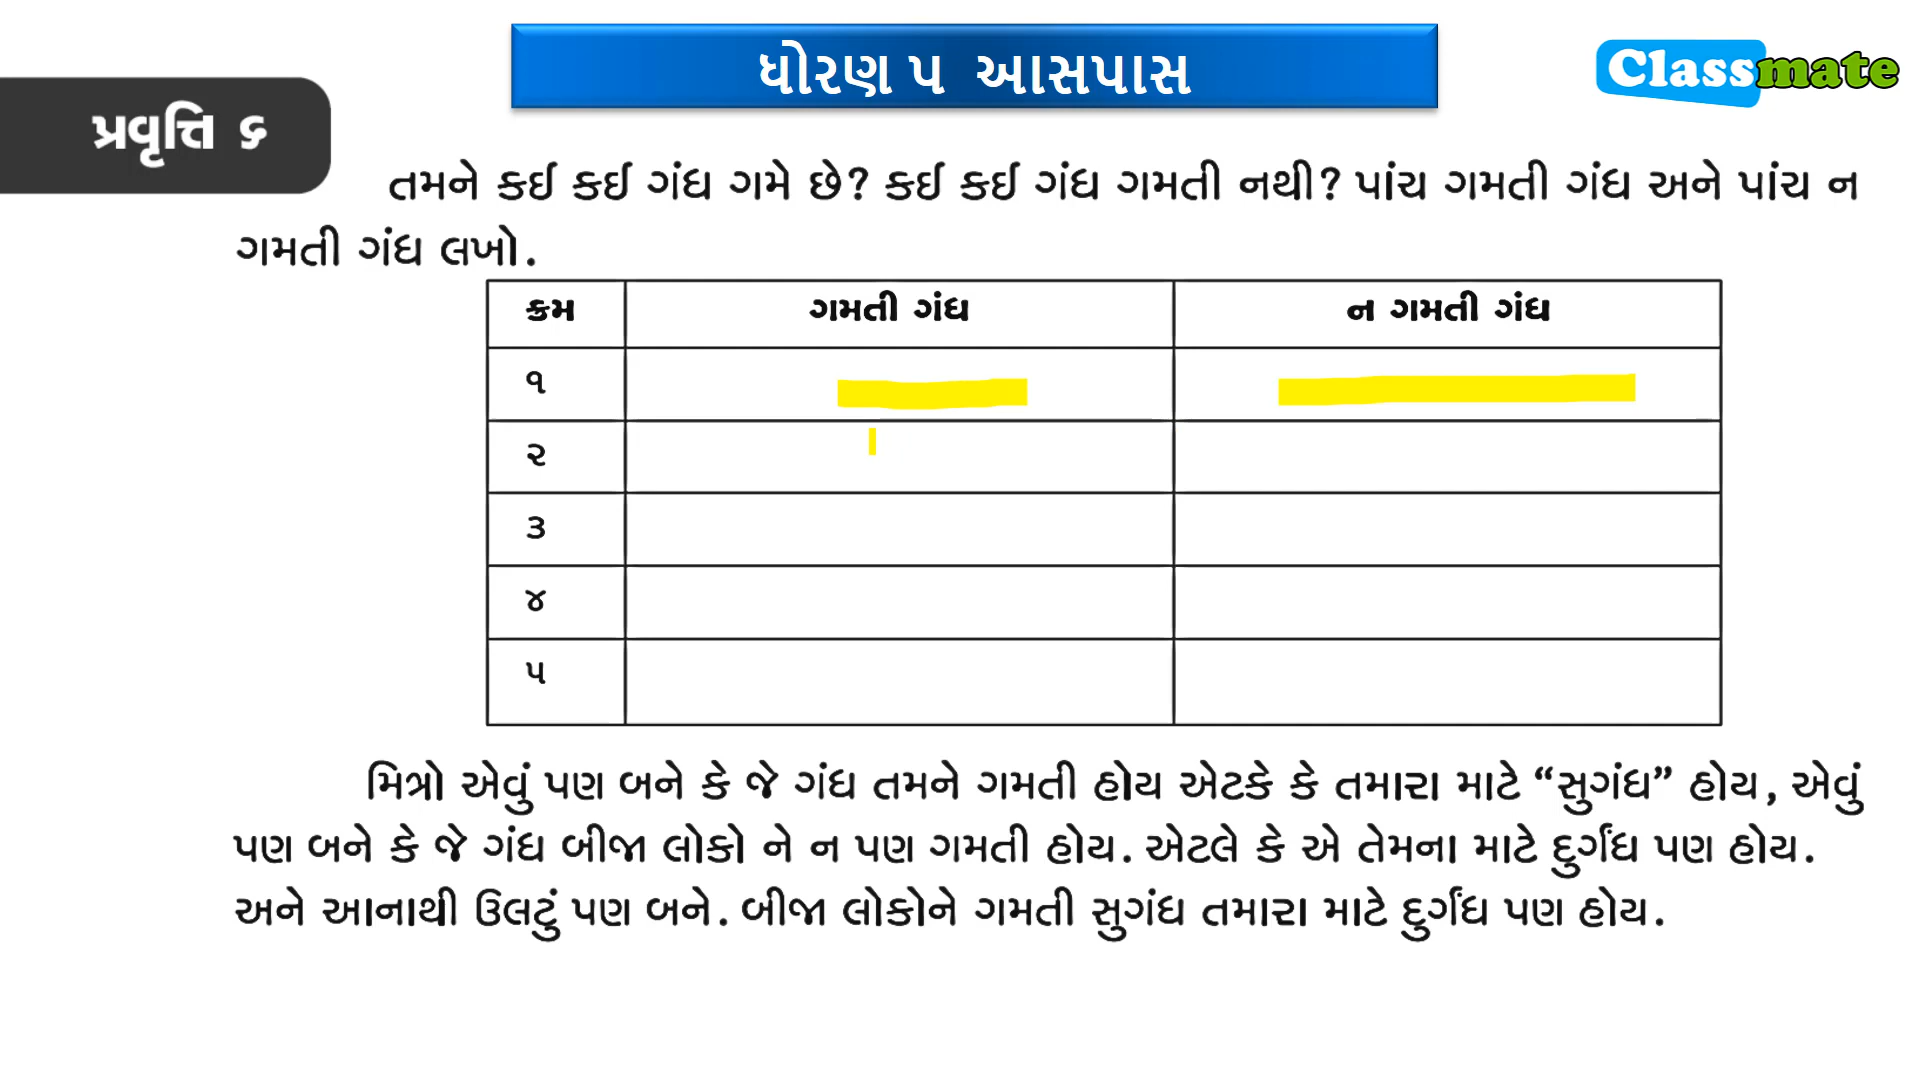 ધોરણ ૫ આસપાસ
Classmate
પ્રવૃત્તિ ૬
તમને કઈ કઈ ગંધ ગમે છે? કઈ કઈ ગંધ ગમતી નથી? પાંચ ગમતી ગંધ અને પાંચ ન
ગમતી ગંધ લખો.
ક્રમ ગમતી ગંધ ન ગમતી ગંધ
૧
૨
૩
૪
૫
મિત્રો એવું પણ બને કે જે ગંધ તમને ગમતી હોય એટકે કે તમારા માટે “સુગંધ” હોય, એવું
પણ બને કે જે ગંધ બીજા લોકો ને ન પણ ગમતી હોય. એટલે કે એ તેમના માટે દુર્ગંધ પણ હોય.
અને આનાથી ઉલટું પણ બને. બીજા લોકોને ગમતી સુગંધ તમારા માટે દુર્ગંધ પણ હોય.